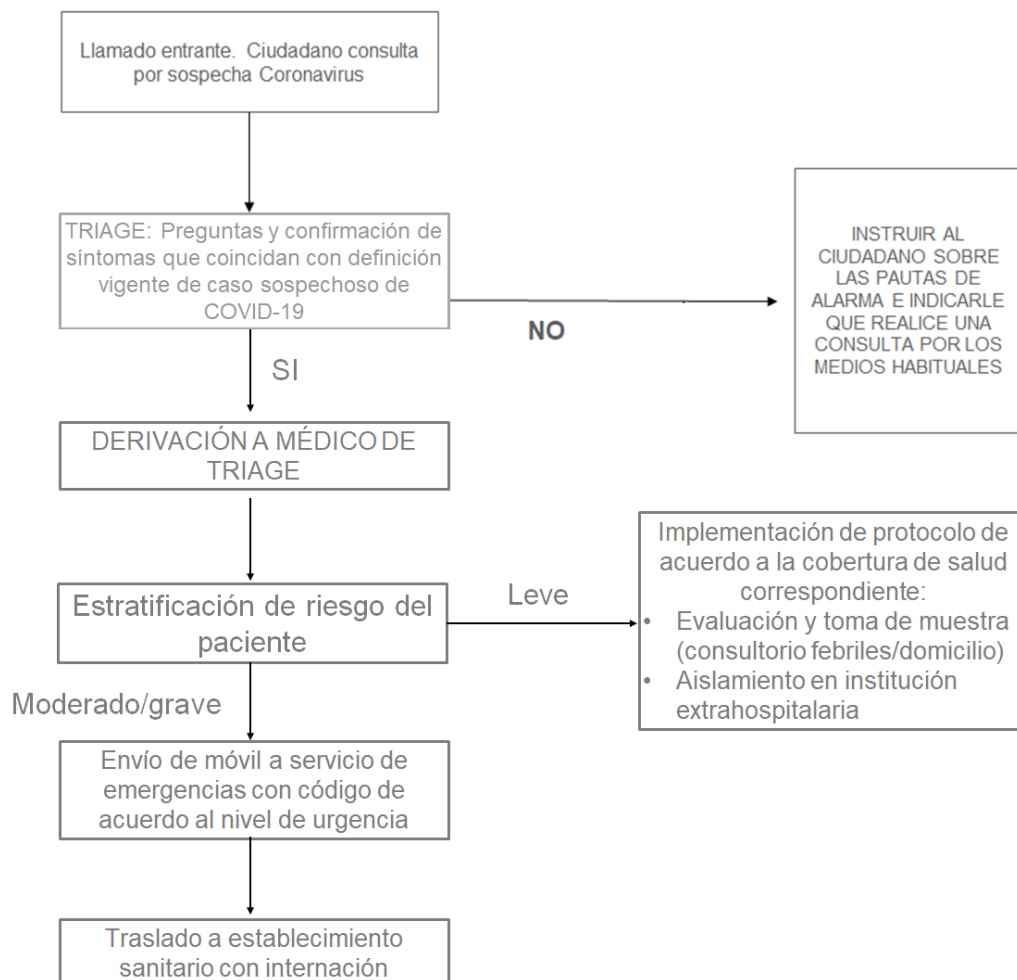 Llamado entrante. Ciudadano consulta
por sospecha Coronavirus
TRIAGE: Preguntas y confirmación de
síntomas que coincidan con definición
vigente de caso sospechoso de
COVID-19
NO
INSTRUIR AL
CIUDADANO SOBRE
LAS PAUTAS DE
ALARMA E INDICARLE
QUE REALICE UNA
CONSULTA POR LOS
MEDIOS HABITUALES
SI
DERIVACIÓN A MÉDICO DE
TRIAGE
Estratificación de riesgo del
paciente
Leve
Implementación de protocolo de
acuerdo a la cobertura de salud
correspondiente:
• Evaluación y toma de muestra
(consultorio febriles/domicilio)
• Aislamiento en institución
extrahospitalaria
Moderado/grave
Envío de móvil a servicio de
emergencias con código de
acuerdo al nivel de urgencia
Traslado a establecimiento
sanitario con internación